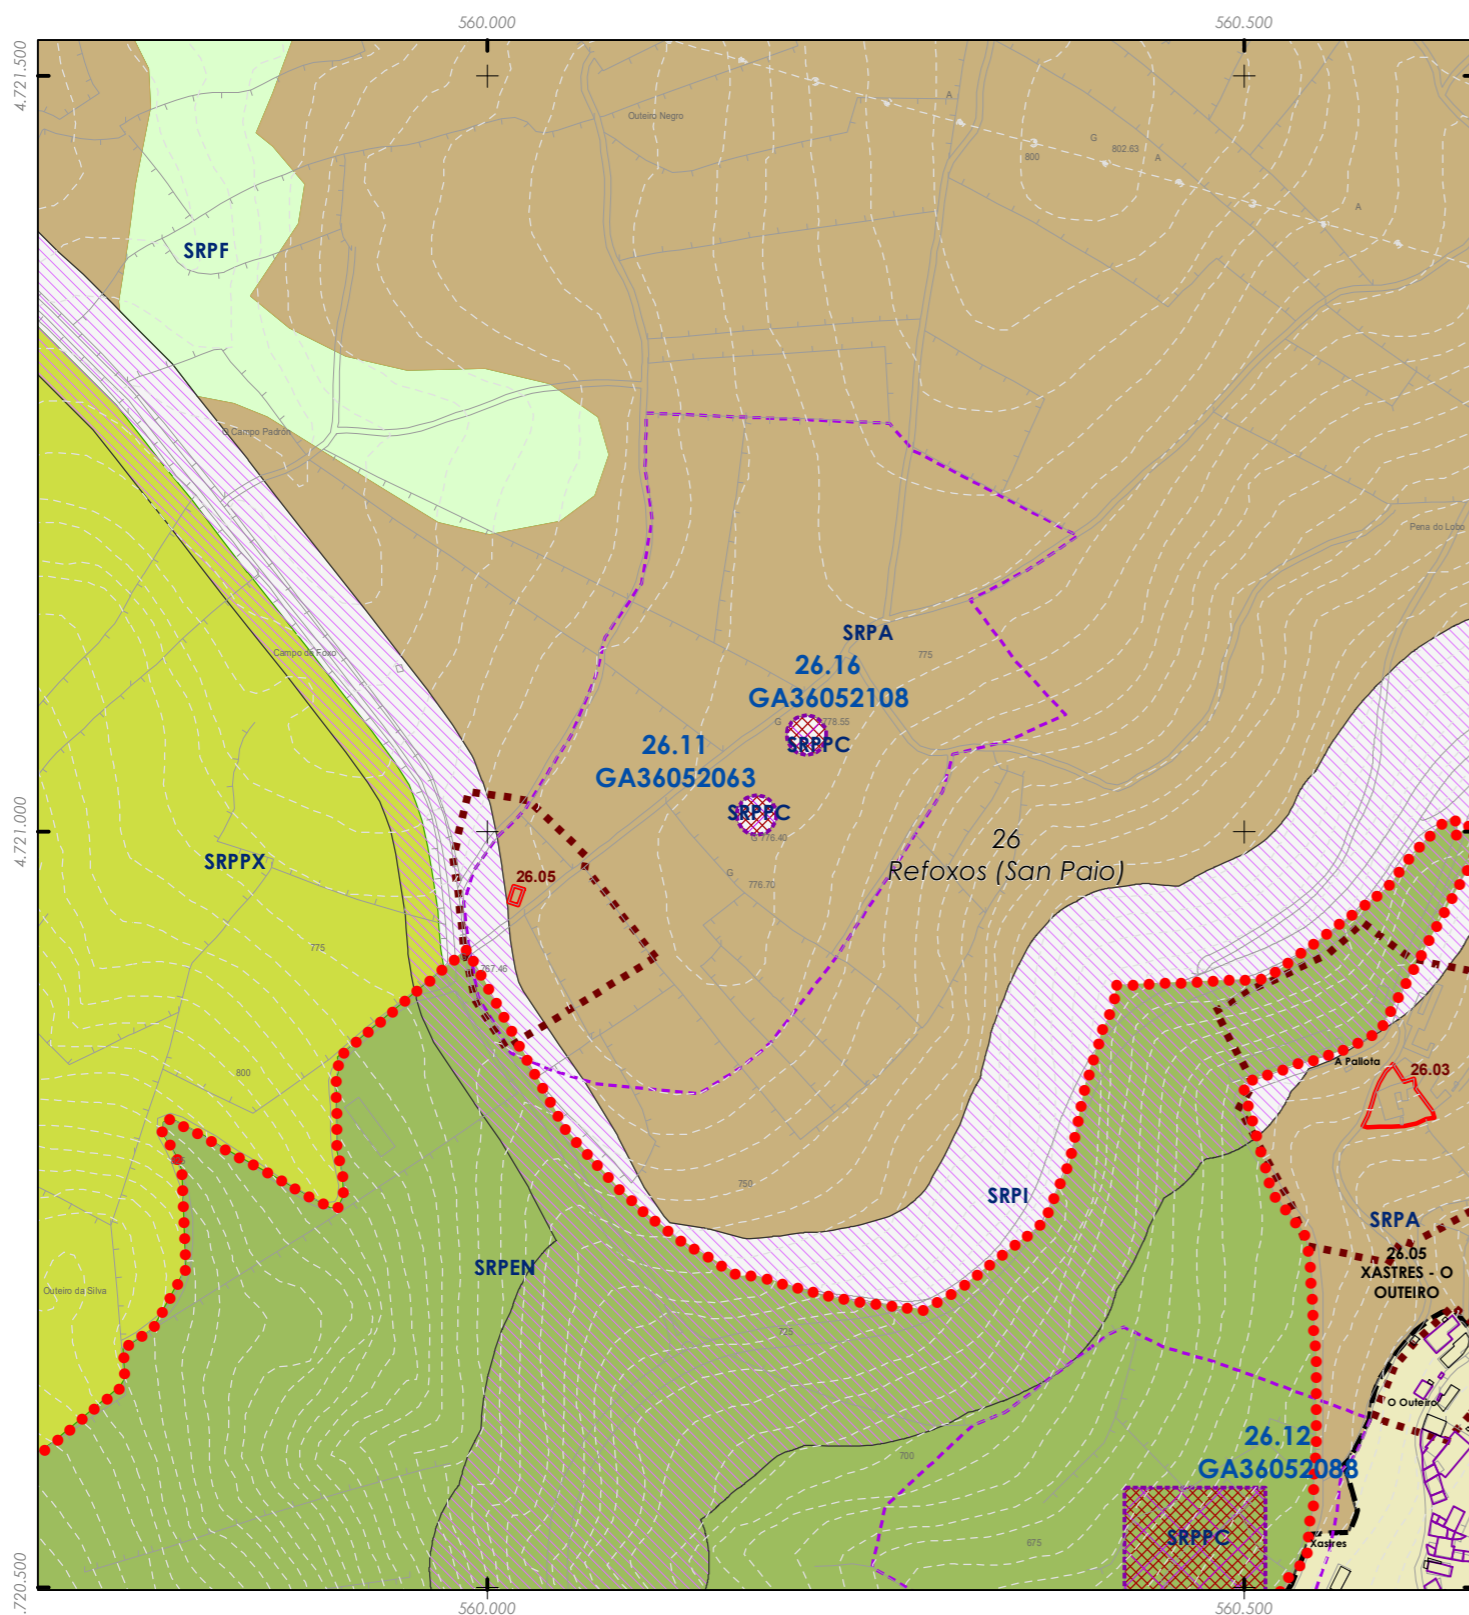 560.000
560.500
4.721.500
Outeiro Negro
A
G
802.63
800
A
A
SRPF
O Campo Padrón
Pena do Lobo
Campo de Foxo
SRPA
775
26.16
GA36052108
G
778.55
SRPPC
26.11
GA36052063
SRPPC
G 776.40
4.721.000
26
Refoxos (San Paio)
SRPPX
26.05
G
776.70
775
767.46
A Pallota
26.03
800
750
SRPI
SRPA
SRPEN
26.05
XASTRES - O
OUTEIRO
Outeiro da Silva
725
O Outeiro
26.12
GA36052088
700
SRPPC
675
Xastres
.720.500
560.000
560.500